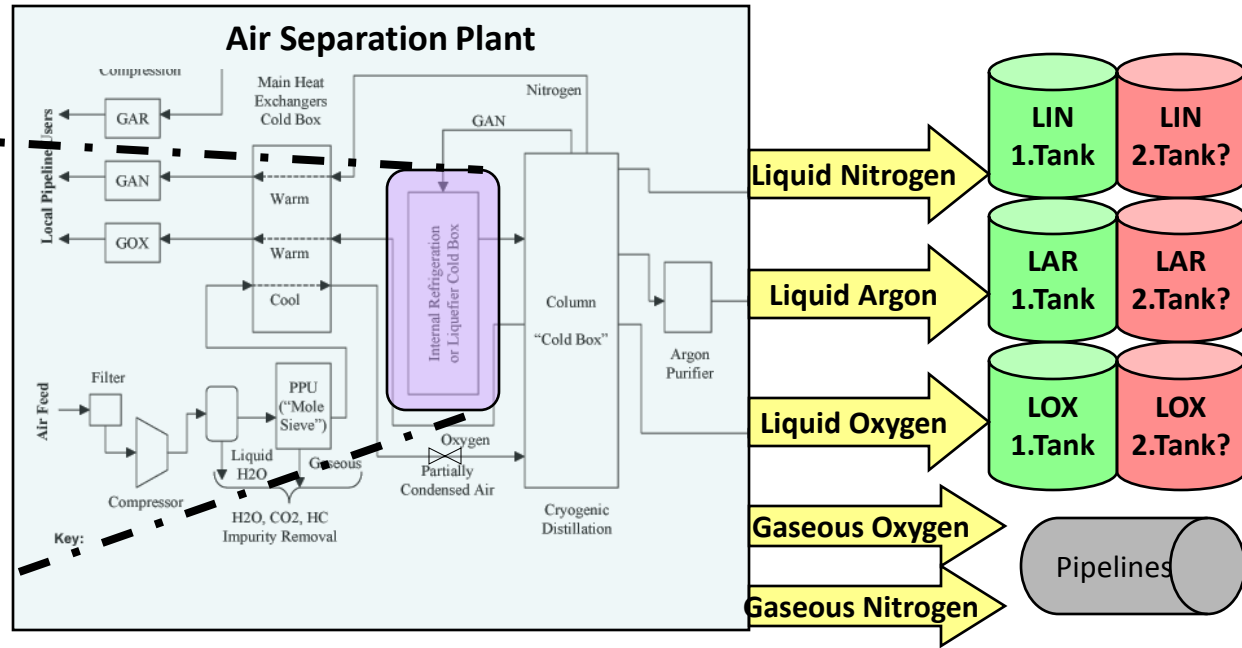 Air Separation Plant
Compression
Main Heat
Exchangers
Cold Box
Nitrogen
GAN
GAR
GAN
GOX
Local Pipeline Users
Warm
Warm
Cool
Internal Refrigeration
or Liquefier Cold Box
Column
“Cold Box”
Argon
Purifier
Air Feed
Filter
Compressor
PPU
(“Mole
Sieve”)
Liquid
H2O
Gaseous
H2O, CO2, HC
Impurity Removal
Oxygen
Partially
Condensed Air
Cryogenic
Distillation
Key:
Liquid Nitrogen
Liquid Argon
Liquid Oxygen
Gaseous Oxygen
Gaseous Nitrogen
LIN
1.Tank
LIN
2.Tank?
LAR
1.Tank
LAR
2.Tank?
LOX
1.Tank
LOX
2.Tank?
Pipelines